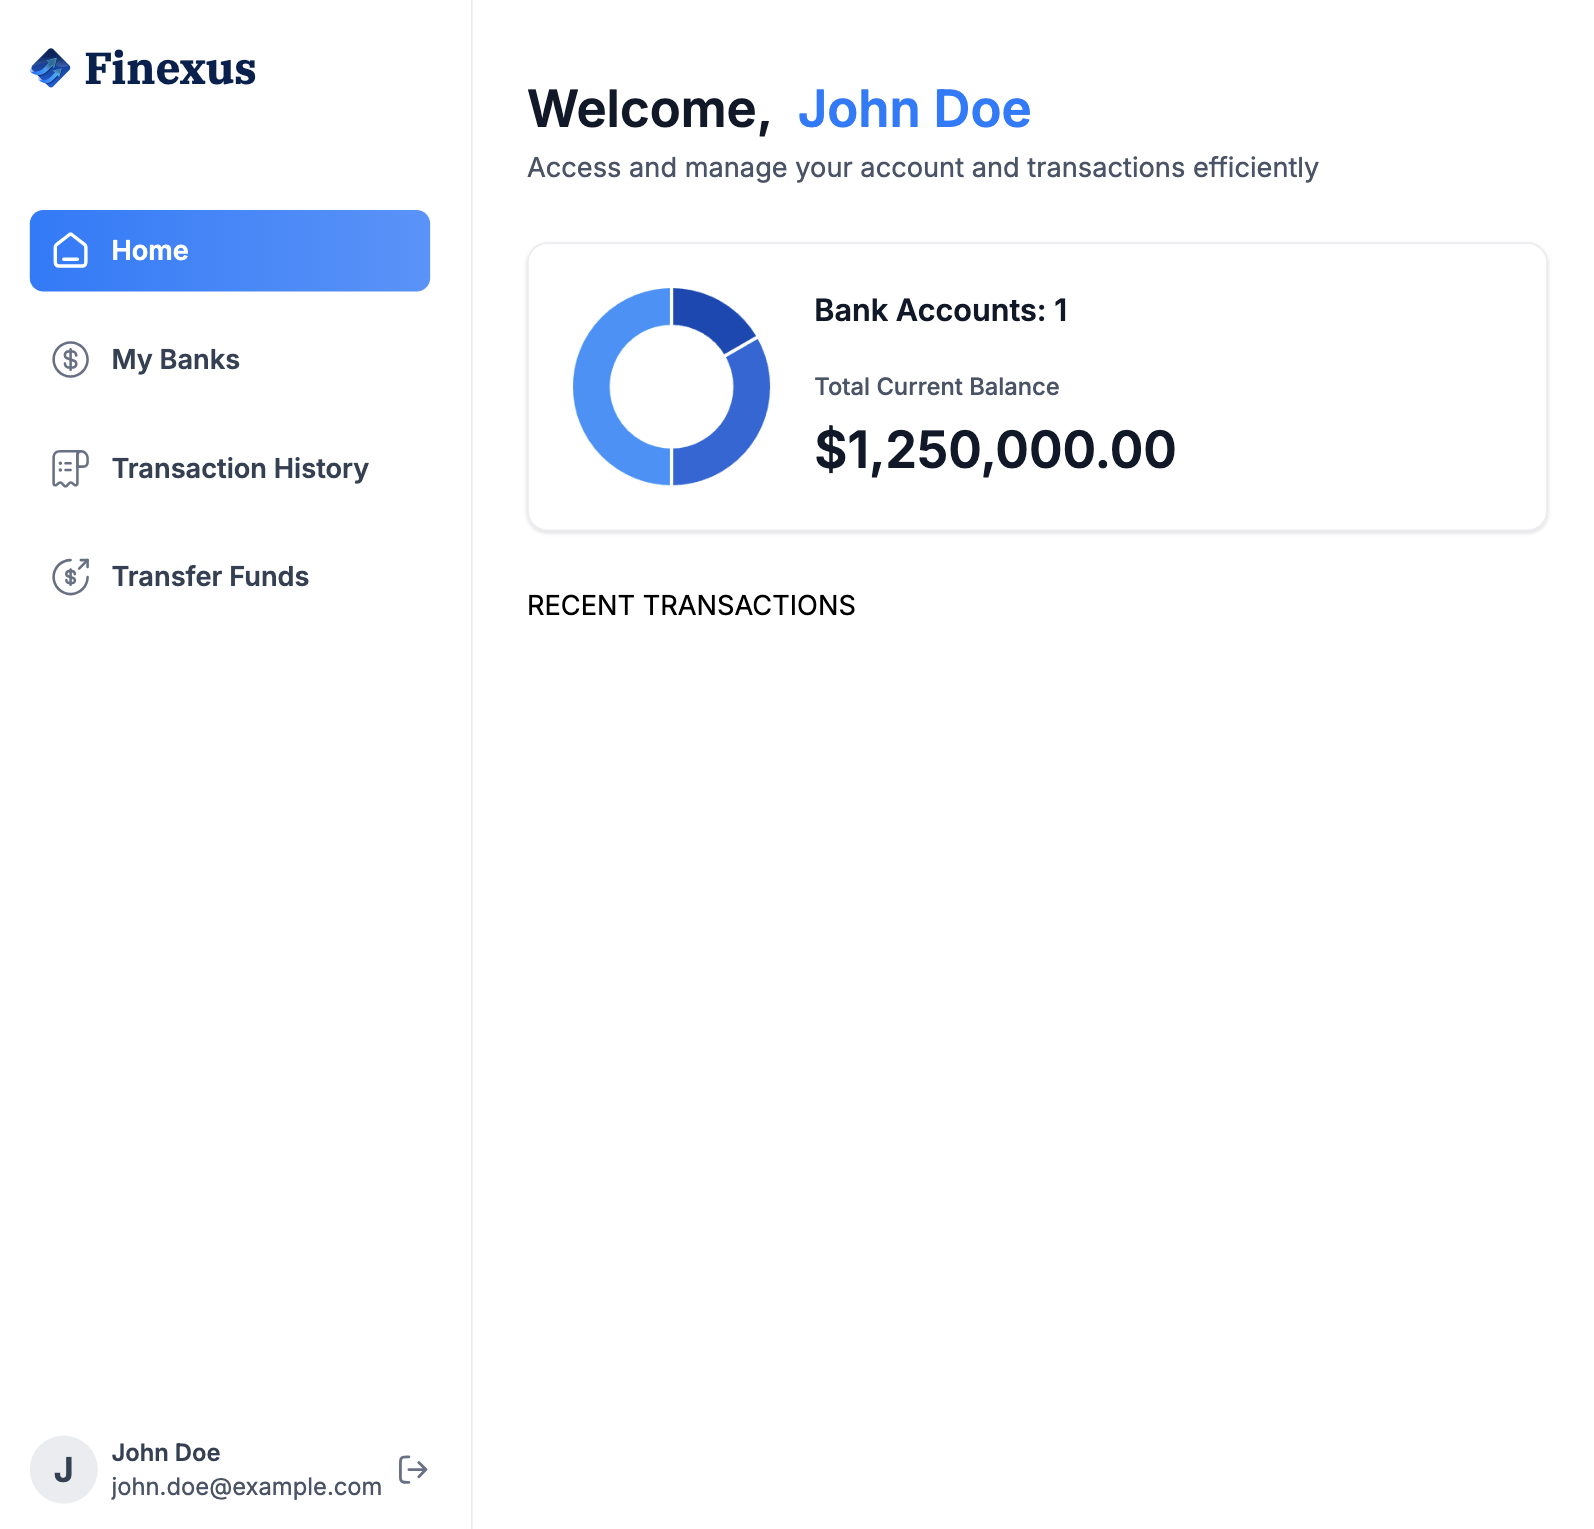 Finexus
Home
My Banks
Transaction History
Transfer Funds
J
John Doe
john.doe@example.com
Welcome, John Doe
Access and manage your account and transactions efficiently
Bank Accounts: 1
Total Current Balance
$1,250,000.00
RECENT TRANSACTIONS